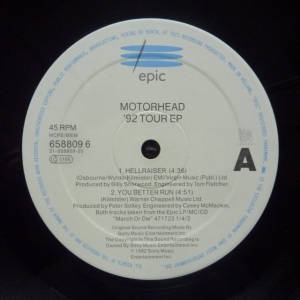 epic
MOTORHEAD
'92 TOUR EP
45 RPM
MCPS/BIEM
658809 6
A
1. HELLRAISER (4:36)
(Osbourne/Wylde/Kilmister) EMI/Virgin Music (Publ.) Ltd.
Produced by Billy Sherwood. Engineered by Tom Fletcher.
2. YOU BETTER RUN (4:51)
(Kilmister) Warner Chappell Music Ltd.
Produced by Peter Solley. Engineered by Casey McMackin.
Both tracks taken from the Epic LP/MC/CD
"March Or Die" 471723 1/4/2
Original Sound Recording Made by
Sony Music Entertainment Inc.
The Copyright in This Sound Recording is
Owned By Sony Music Entertainment Inc.
℗ 1992 Sony Music
Entertainment Inc.